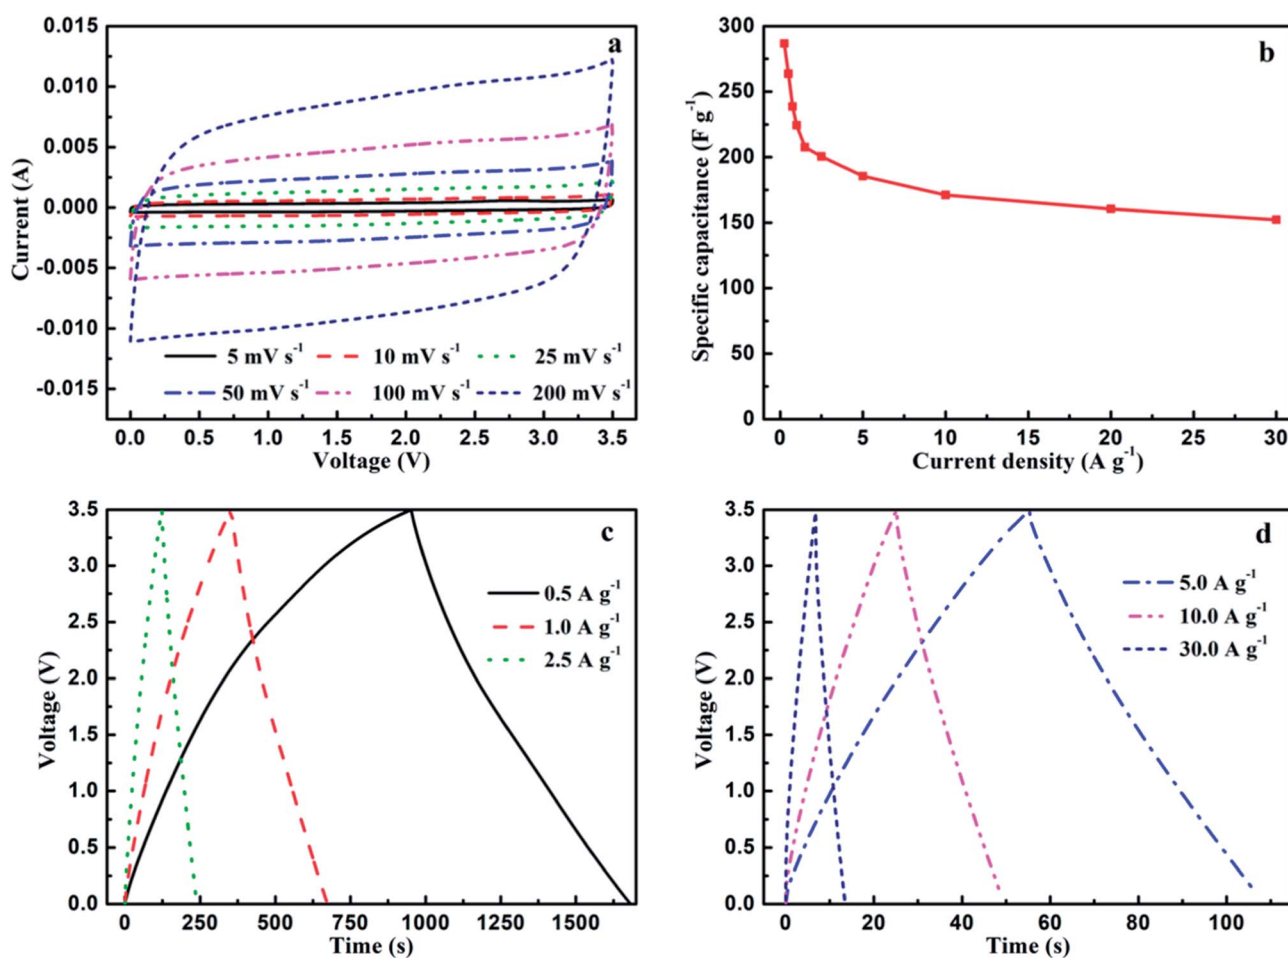 a
0.015
0.010
0.005
0.000
-0.005
-0.010
-0.015
Current (A)
5 mV s⁻¹ 10 mV s⁻¹ 25 mV s⁻¹
50 mV s⁻¹ 100 mV s⁻¹ 200 mV s⁻¹
0.0 0.5 1.0 1.5 2.0 2.5 3.0 3.5
Voltage (V)
b
300
250
200
150
100
50
0
Specific capacitance (F g⁻¹)
0 5 10 15 20 25 30
Current density (A g⁻¹)
c
3.5
3.0
2.5
2.0
1.5
1.0
0.5
0.0
Voltage (V)
0.5 A g⁻¹
1.0 A g⁻¹
2.5 A g⁻¹
0 250 500 750 1000 1250 1500
Time (s)
d
3.5
3.0
2.5
2.0
1.5
1.0
0.5
0.0
Voltage (V)
5.0 A g⁻¹
10.0 A g⁻¹
30.0 A g⁻¹
0 20 40 60 80 100
Time (s)